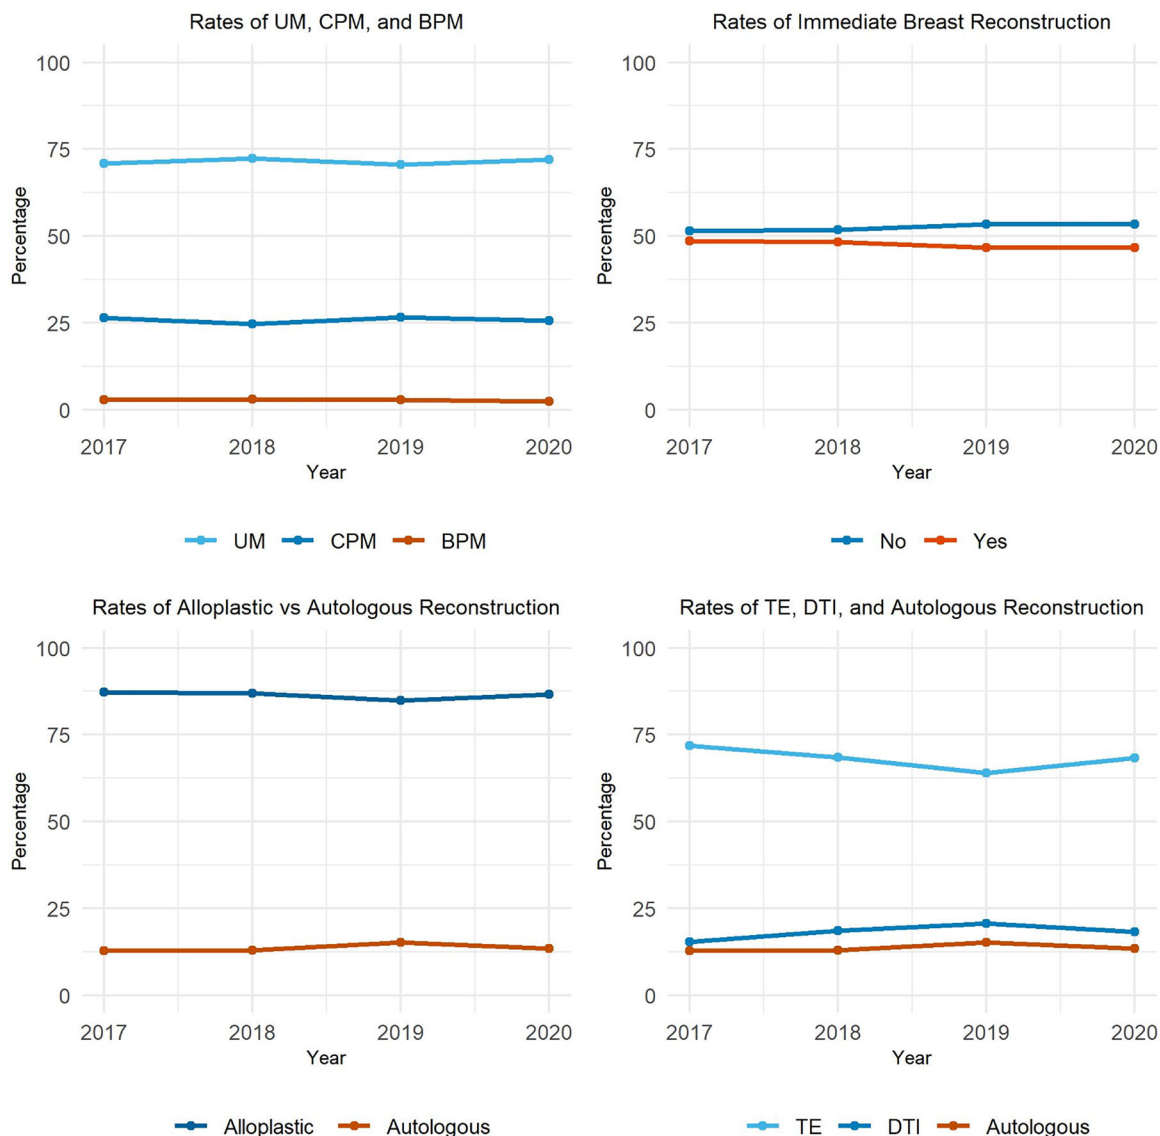 Rates of UM, CPM, and BPM
100
75
50
25
0
Percentage
2017 2018 2019 2020
Year
UM CPM BPM
Rates of Immediate Breast Reconstruction
100
75
50
25
0
Percentage
2017 2018 2019 2020
Year
No Yes
Rates of Alloplastic vs Autologous Reconstruction
100
75
50
25
0
Percentage
2017 2018 2019 2020
Year
Alloplastic Autologous
Rates of TE, DTI, and Autologous Reconstruction
100
75
50
25
0
Percentage
2017 2018 2019 2020
Year
TE DTI Autologous